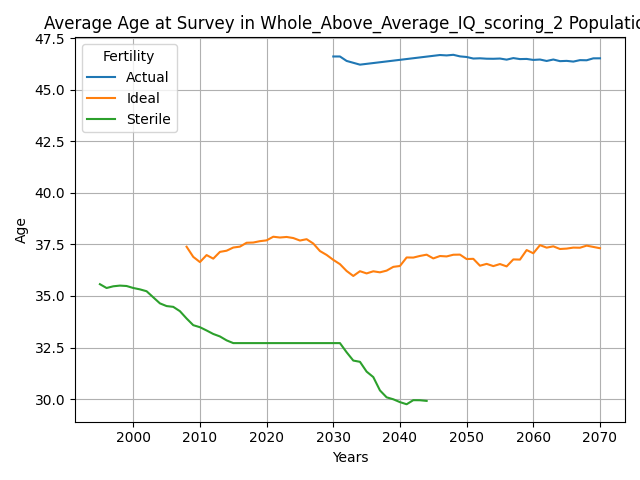 Average Age at Survey in Whole_Above_Average_IQ_scoring_2 Populatio
47.5
45.0
42.5
40.0
37.5
35.0
32.5
30.0
Age
Fertility
Actual
Ideal
Sterile
2000 2010 2020 2030 2040 2050 2060 2070
Years